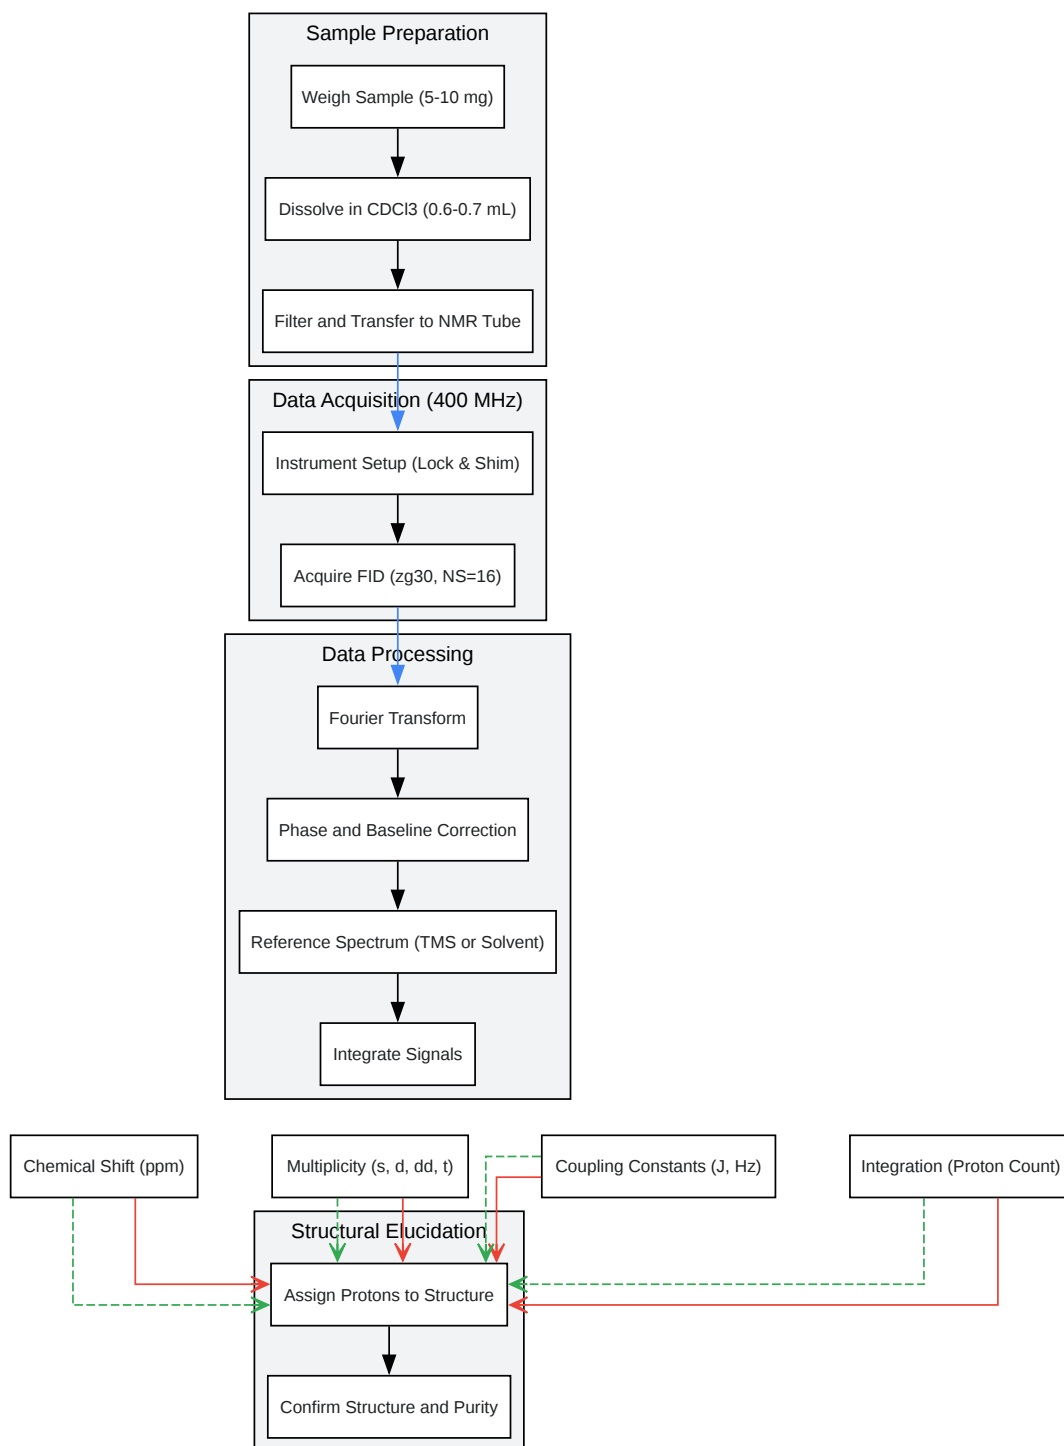 Sample Preparation
Weigh Sample (5-10 mg)
Dissolve in CDCl3 (0.6-0.7 mL)
Filter and Transfer to NMR Tube
Data Acquisition (400 MHz)
Instrument Setup (Lock & Shim)
Acquire FID (zg30, NS=16)
Data Processing
Fourier Transform
Phase and Baseline Correction
Reference Spectrum (TMS or Solvent)
Integrate Signals
Chemical Shift (ppm)
Multiplicity (s, d, dd, t)
Coupling Constants (J, Hz)
Integration (Proton Count)
Structural Elucidation
Assign Protons to Structure
Confirm Structure and Purity